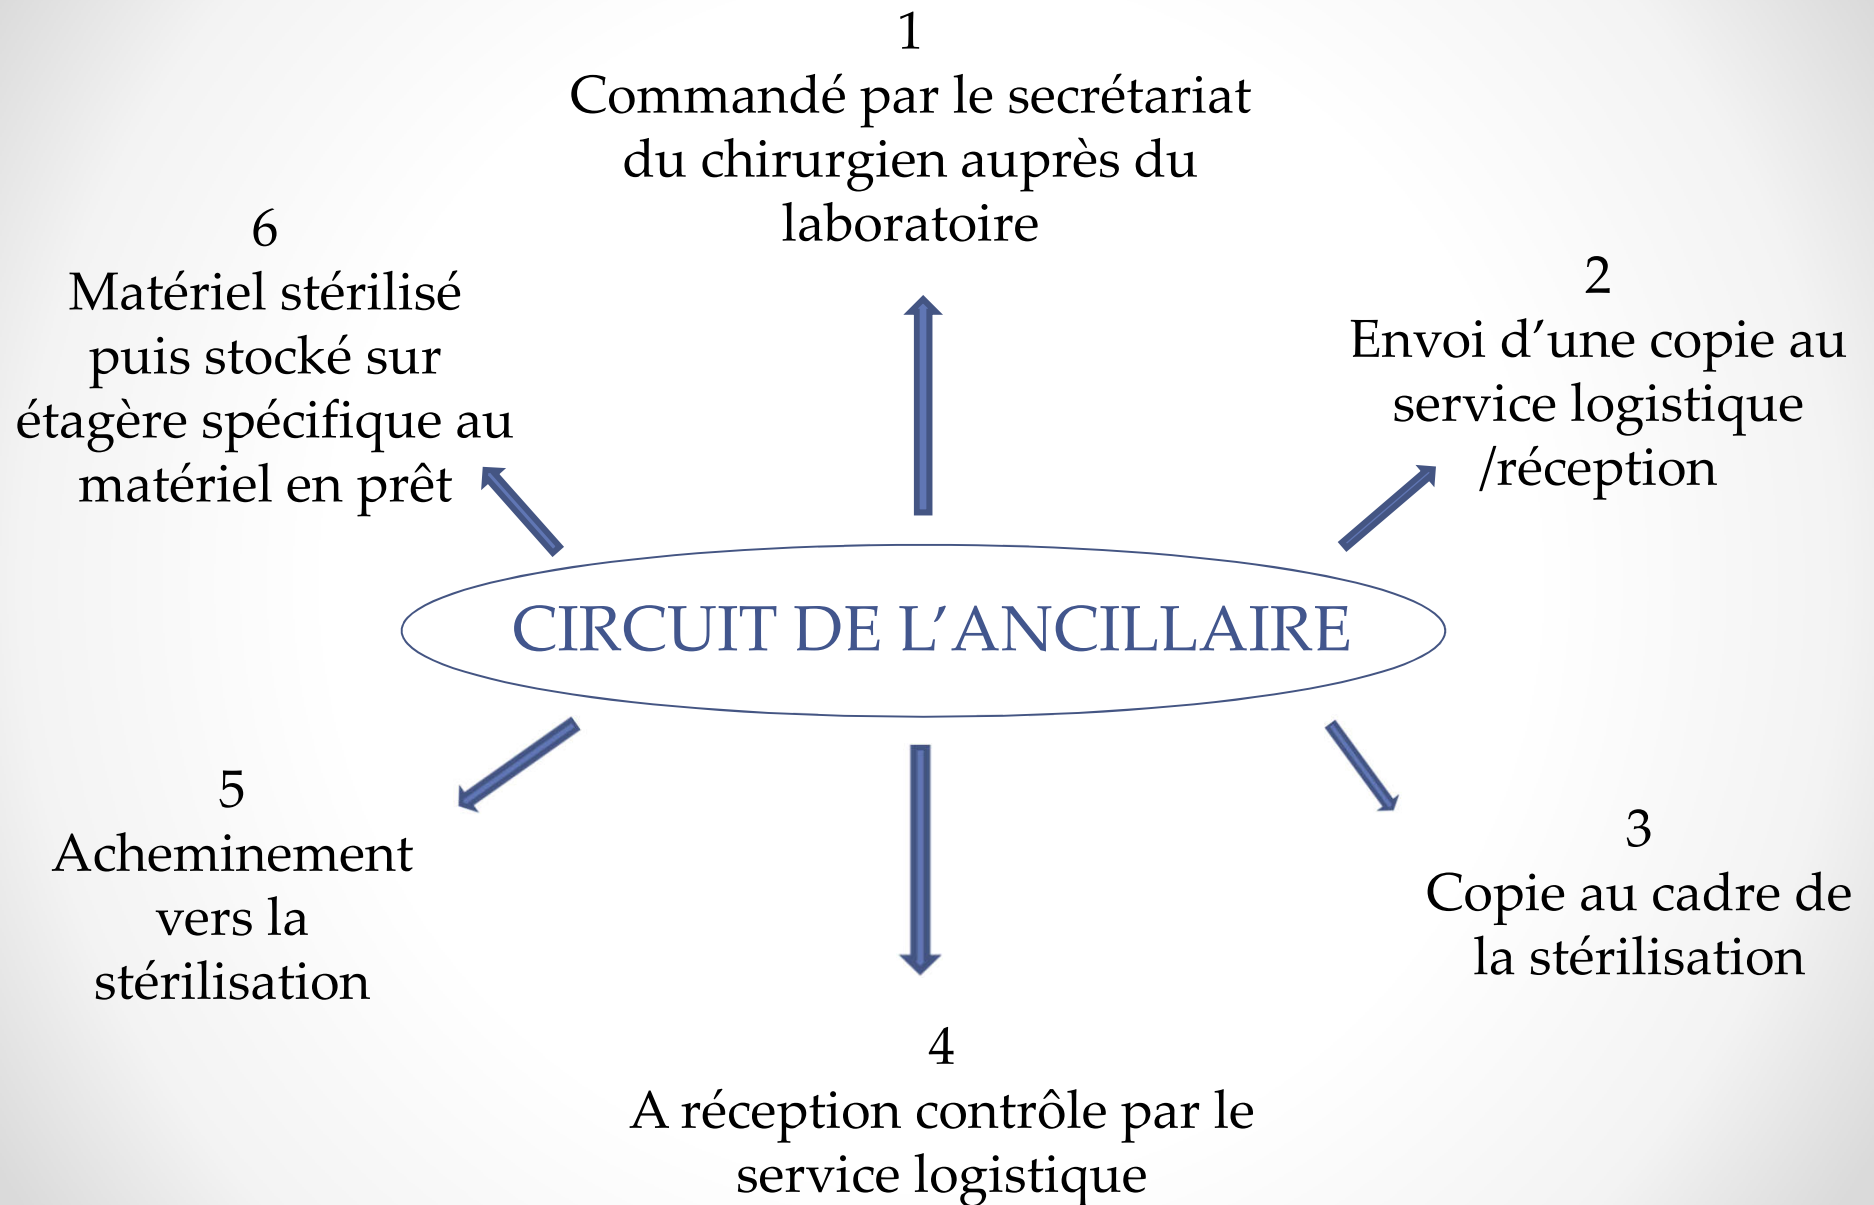 1
Commandé par le secrétariat
du chirurgien auprès du
laboratoire
2
Envoi d’une copie au
service logistique
/réception
3
Copie au cadre de
la stérilisation
4
A réception contrôle par le
service logistique
5
Acheminement
vers la
stérilisation
6
Matériel stérilisé
puis stocké sur
étagère spécifique au
matériel en prêt
CIRCUIT DE L’ANCILLAIRE